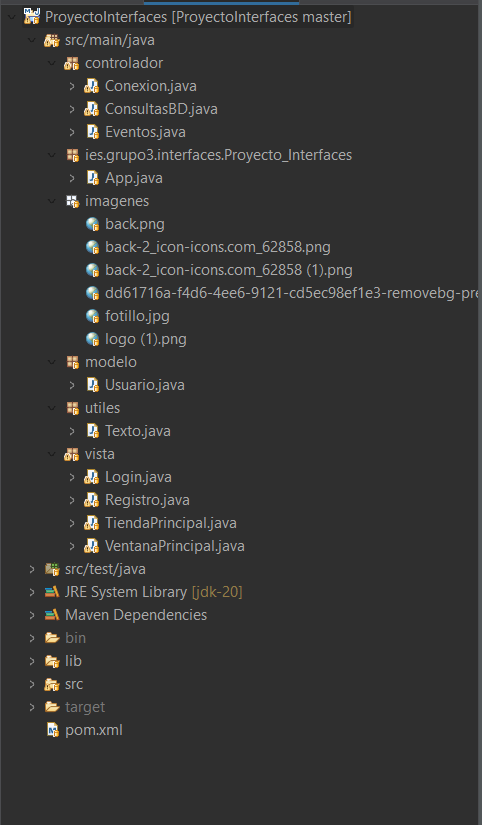 ProyectoInterfaces [ProyectoInterfaces master]
src/main/java
controlador
Conexion.java
ConsultasBD.java
Eventos.java
ies.grupo3.interfaces.Proyecto_Interfaces
App.java
imagenes
back.png
back-2_icon-icons.com_62858.png
back-2_icon-icons.com_62858 (1).png
dd61716a-f4d6-4ee6-9121-cd5ec98ef1e3-removebg-pre
fotillo.jpg
logo (1).png
modelo
Usuario.java
utiles
Texto.java
vista
Login.java
Registro.java
TiendaPrincipal.java
VentanaPrincipal.java
src/test/java
JRE System Library [jdk-20]
Maven Dependencies
bin
lib
src
target
pom.xml